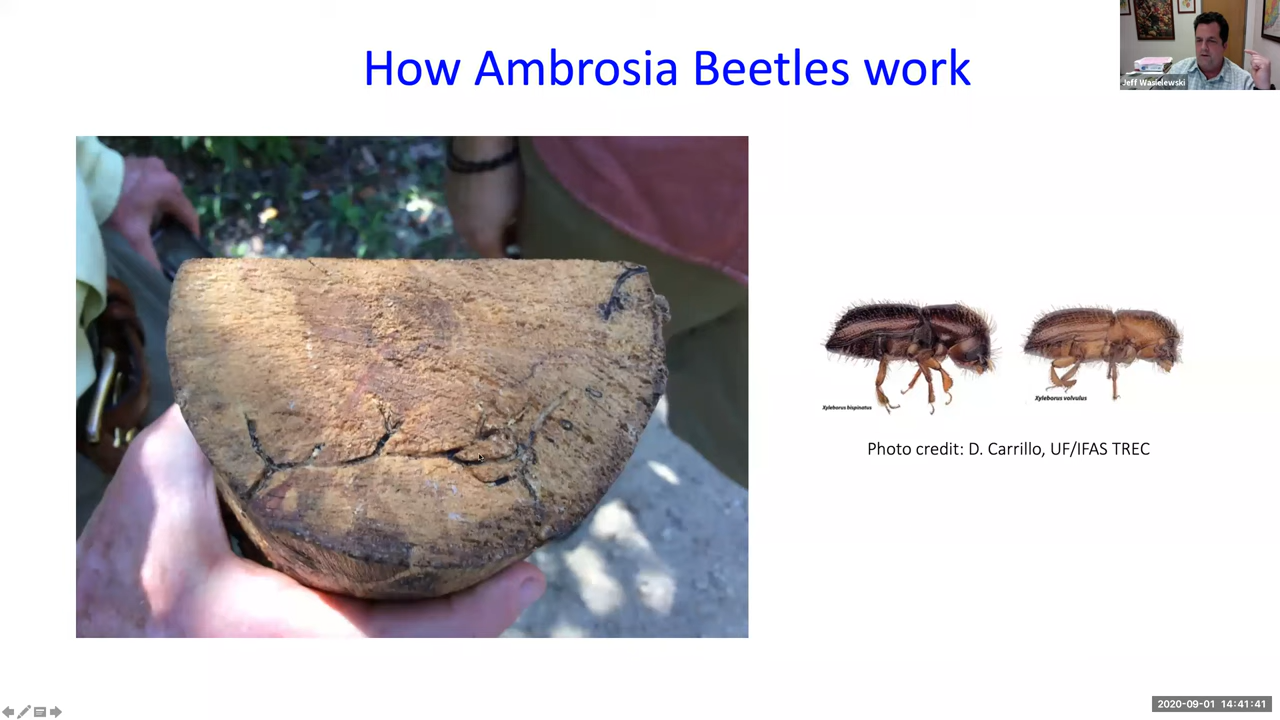 How Ambrosia Beetles work
Jeff Wasielewski
Xyleborus bispinatus
Xyleborus volvulus
Photo credit: D. Carrillo, UF/IFAS TREC
2020-09-01 14:41:41